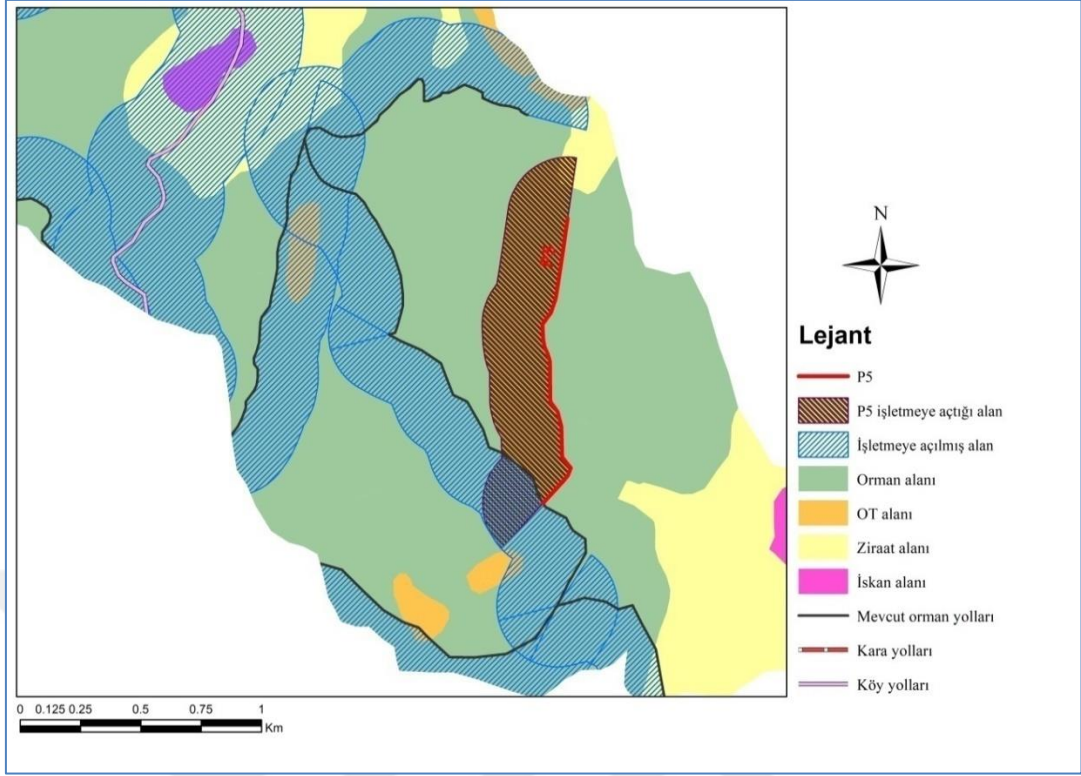 N
P5
Lejant
P5
P5 işletmeye açtığı alan
İşletmeye açılmış alan
Orman alanı
OT alanı
Ziraat alanı
İskan alanı
Mevcut orman yolları
Kara yolları
Köy yolları
0 0.125 0.25 0.5 0.75 1
Km